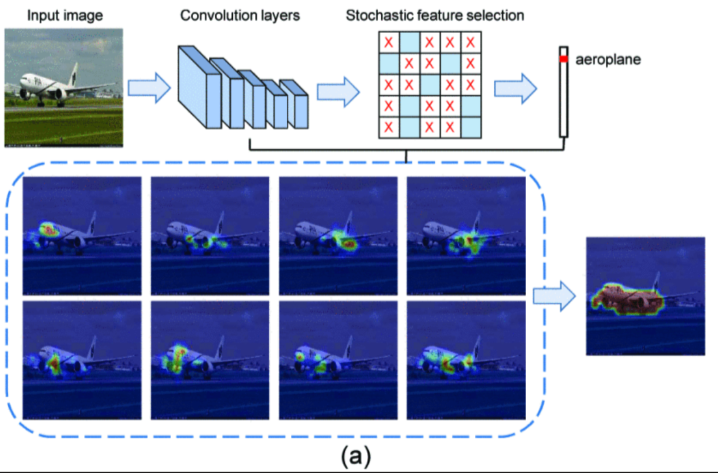 Input image
Convolution layers
Stochastic feature selection
X X X X
X X X
X X X X
X X X
X X X X
aeroplane
(a)